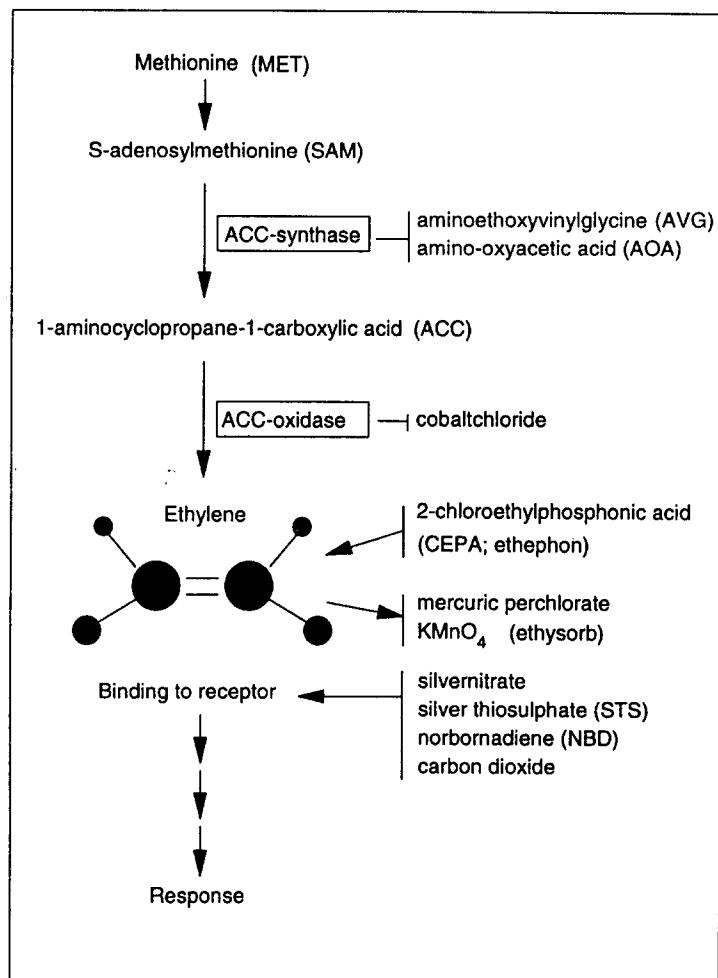 Methionine (MET)
S-adenosylmethionine (SAM)
ACC-synthase
aminoethoxyvinylglycine (AVG)
amino-oxyacetic acid (AOA)
1-aminocyclopropane-1-carboxylic acid (ACC)
ACC-oxidase
cobaltchloride
Ethylene
2-chloroethylphosphonic acid
(CEPA; ethephon)
mercuric perchlorate
KMnO₄ (ethysorb)
Binding to receptor
silvernitrate
silver thiosulphate (STS)
norbornadiene (NBD)
carbon dioxide
Response